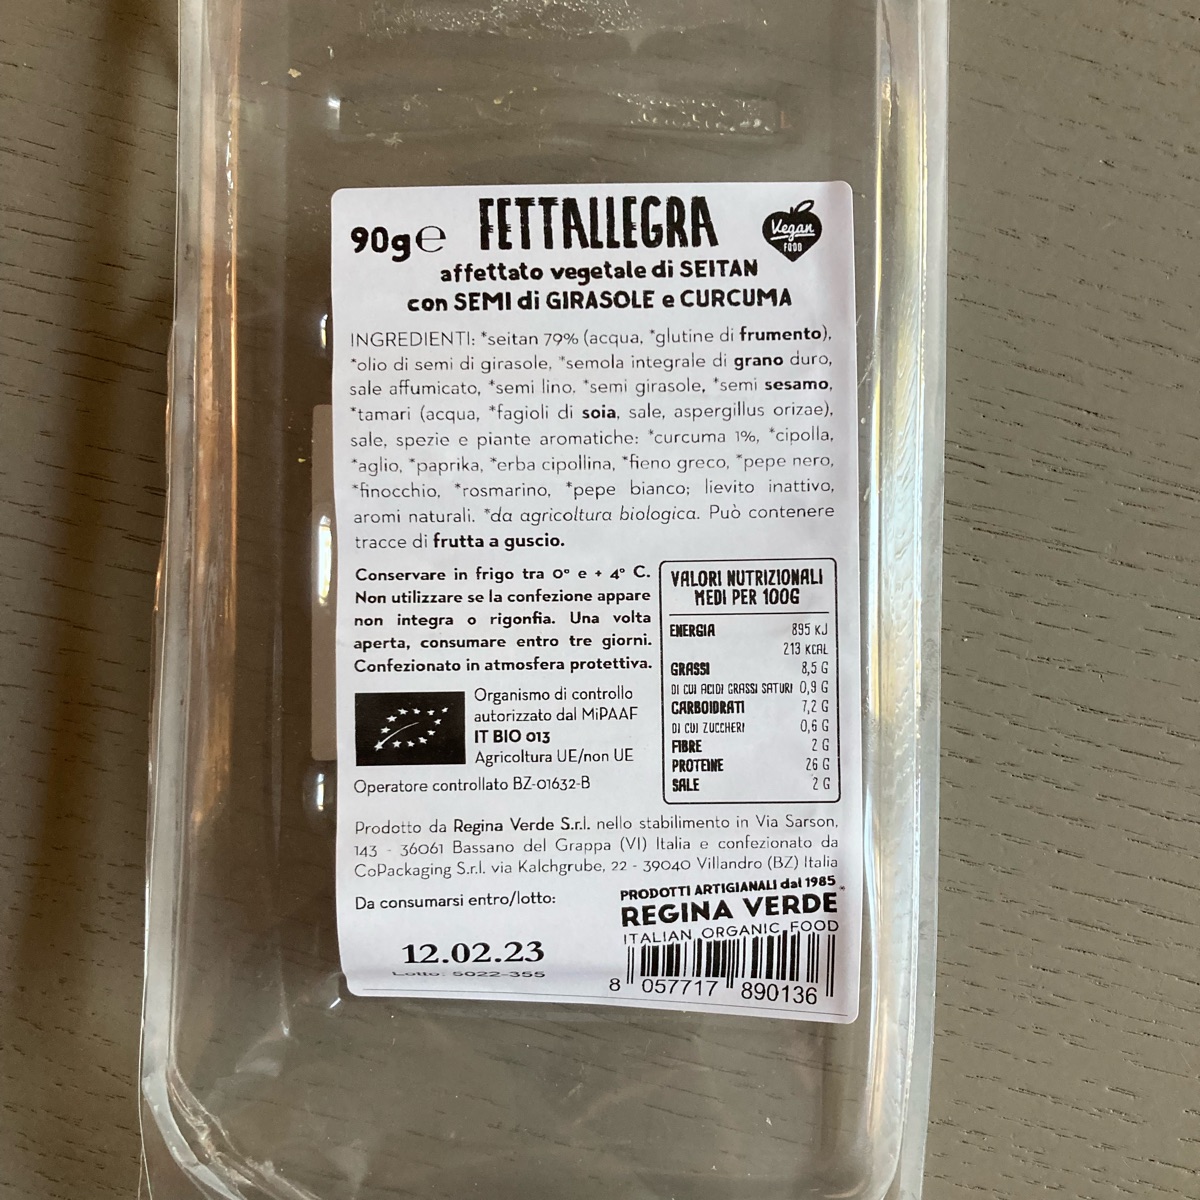 90g℮ FETTALLEGRA
Vegan
FOOD
affettato vegetale di SEITAN
con SEMI di GIRASOLE e CURCUMA
INGREDIENTI: *seitan 79% (acqua, *glutine di frumento),
*olio di semi di girasole, *semola integrale di grano duro,
sale affumicato, *semi lino, *semi girasole, *semi sesamo,
*tamari (acqua, *fagioli di soia, sale, aspergillus orizae),
sale, spezie e piante aromatiche: *curcuma 1%, *cipolla,
*aglio, *paprika, *erba cipollina, *fieno greco, *pepe nero,
*finocchio, *rosmarino, *pepe bianco; lievito inattivo,
aromi naturali. *da agricoltura biologica. Può contenere
tracce di frutta a guscio.
Conservare in frigo tra 0° e + 4° C.
Non utilizzare se la confezione appare
non integra o rigonfia. Una volta
aperta, consumare entro tre giorni.
Confezionato in atmosfera protettiva.
Organismo di controllo
autorizzato dal MiPAAF
IT BIO 013
Agricoltura UE/non UE
Operatore controllato BZ-01632-B
VALORI NUTRIZIONALI
MEDI PER 100G
ENERGIA 895 KJ
213 KCAL
GRASSI 8,5 G
DI CUI ACIDI GRASSI SATURI 0,9 G
CARBOIDRATI 7,2 G
DI CUI ZUCCHERI 0,6 G
FIBRE 2 G
PROTEINE 26 G
SALE 2 G
Prodotto da Regina Verde S.r.l. nello stabilimento in Via Sarson,
143 - 36061 Bassano del Grappa (VI) Italia e confezionato da
CoPackaging S.r.l. via Kalchgrube, 22 - 39040 Villandro (BZ) Italia
Da consumarsi entro/lotto:
12.02.23
Lotto: 5022-355
PRODOTTI ARTIGIANALI dal 1985
REGINA VERDE
ITALIAN ORGANIC FOOD
8 057717 890136